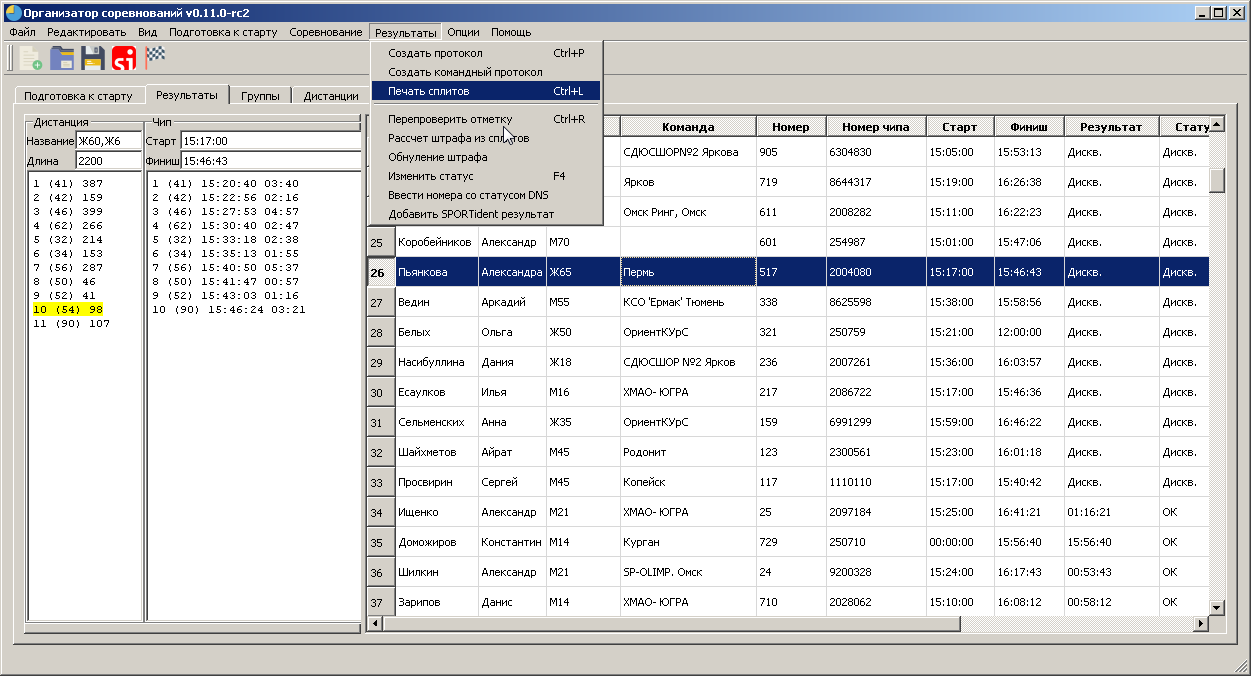 Организатор соревнований v0.11.0-rc2
Файл Редактировать Вид Подготовка к старту Соревнование Результаты Опции Помощь
Si
Создать протокол Ctrl+P
Создать командный протокол
Печать сплитов Ctrl+L
Перепроверить отметку Ctrl+R
Рассчет штрафа из сплитов
Обнуление штрафа
Изменить статус F4
Ввести номера со статусом DNS
Добавить SPORTident результат
Подготовка к старту Результаты Группы Дистанции
Дистанция
Название Ж60,Ж6
Длина 2200
1 (41) 387
2 (42) 159
3 (46) 399
4 (62) 266
5 (32) 214
6 (34) 153
7 (56) 287
8 (50) 46
9 (52) 41
10 (54) 98
11 (90) 107
Чип
Старт 15:17:00
Финиш 15:46:43
1 (41) 15:20:40 03:40
2 (42) 15:22:56 02:16
3 (46) 15:27:53 04:57
4 (62) 15:30:40 02:47
5 (32) 15:33:18 02:38
6 (34) 15:35:13 01:55
7 (56) 15:40:50 05:37
8 (50) 15:41:47 00:57
9 (52) 15:43:03 01:16
10 (90) 15:46:24 03:21
Команда Номер Номер чипа Старт Финиш Результат Стату
СДЮСШОР№2 Яркова 905 6304830 15:05:00 15:53:13 Дискв. Дискв.
Ярков 719 8644317 15:19:00 16:26:38 Дискв. Дискв.
Омск Ринг, Омск 611 2008282 15:11:00 16:22:23 Дискв. Дискв.
25 Коробейников Александр М70 601 254987 15:01:00 15:47:06 Дискв. Дискв.
26 Пьянкова Александра Ж65 Пермь 517 2004080 15:17:00 15:46:43 Дискв. Дискв.
27 Ведин Аркадий М55 КСО 'Ермак' Тюмень 338 8625598 15:38:00 15:58:56 Дискв. Дискв.
28 Белых Ольга Ж50 ОриентКУрС 321 250759 15:21:00 12:00:00 Дискв. Дискв.
29 Насибуллина Дания Ж18 СДЮСШОР №2 Ярков 236 2007261 15:36:00 16:03:57 Дискв. Дискв.
30 Есаулков Илья М16 ХМАО- ЮГРА 217 2086722 15:17:00 15:46:36 Дискв. Дискв.
31 Сельменских Анна Ж35 ОриентКУрС 159 6991299 15:59:00 16:46:22 Дискв. Дискв.
32 Шайхметов Айрат М45 Родонит 123 2300561 15:23:00 16:01:18 Дискв. Дискв.
33 Просвирин Сергей М45 Копейск 117 1110110 15:17:00 15:40:42 Дискв. Дискв.
34 Ищенко Александр М21 ХМАО- ЮГРА 25 2097184 15:25:00 16:41:21 01:16:21 ОК
35 Доможиров Константин М14 Курган 729 250710 00:00:00 15:56:40 15:56:40 ОК
36 Шилкин Александр М21 SP-OLIMP. Омск 24 9200328 15:24:00 16:17:43 00:53:43 ОК
37 Зарипов Данис М14 ХМАО- ЮГРА 710 2028062 15:10:00 16:08:12 00:58:12 ОК